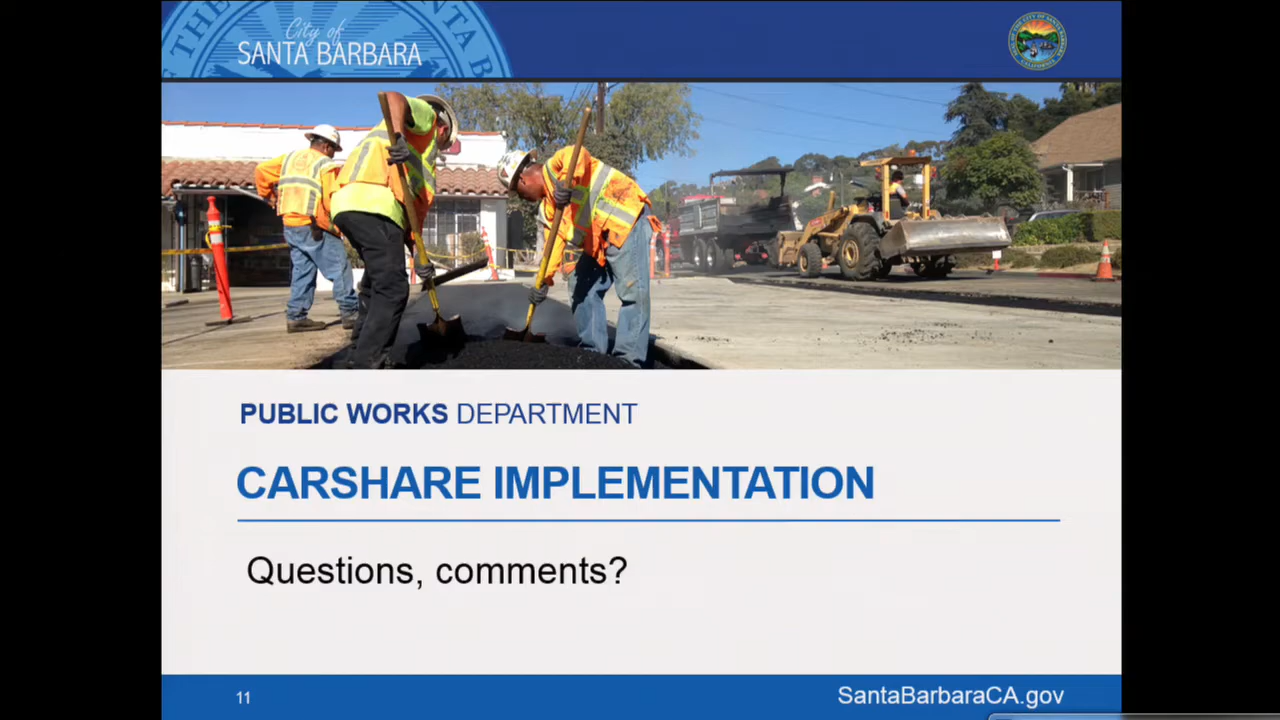 City of
SANTA BARBARA
PUBLIC WORKS DEPARTMENT
CARSHARE IMPLEMENTATION
Questions, comments?
11
SantaBarbaraCA.gov